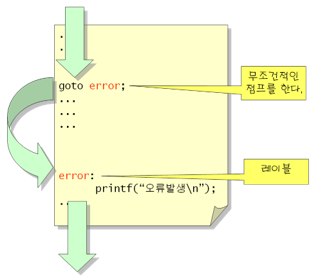 .
.
goto error;
무조건적인
점프를 한다.
...
...
...
error:
레이블
printf("오류발생\n");
..